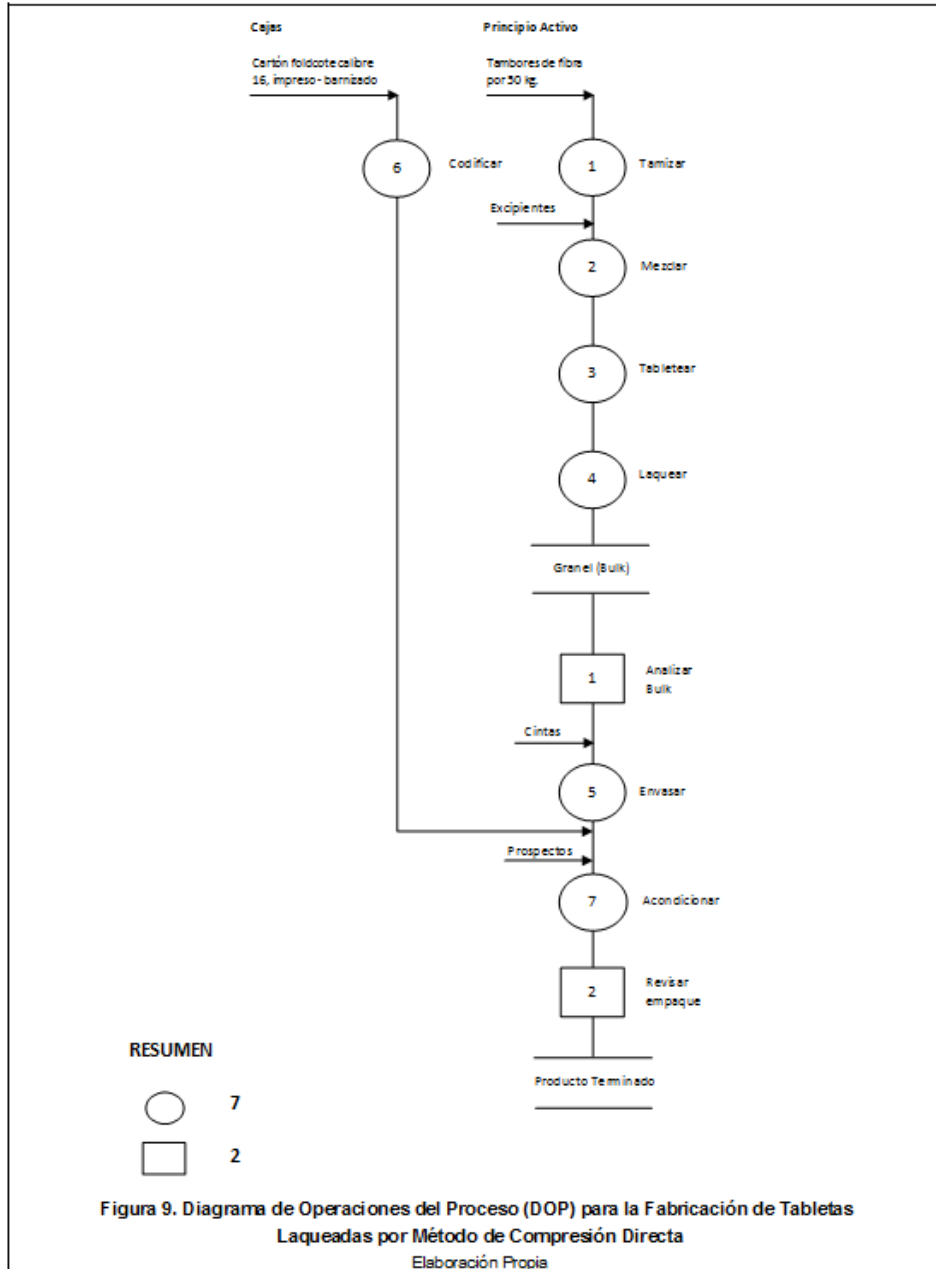 Cajas
Principio Activo
Cartón foldcote calibre
16, impreso - barnizado
Tambores de fibra
por 50 kg.
6
Codificar
1
Tamizar
Excipientes
2
Mezclar
3
Tabletear
4
Laquear
Granel (Bulk)
1
Analizar
Bulk
Cintas
5
Envasar
Prospectos
7
Acondicionar
2
Revisar
empaque
Producto Terminado
RESUMEN
7
2
Figura 9. Diagrama de Operaciones del Proceso (DOP) para la Fabricación de Tabletas
Laqueadas por Método de Compresión Directa
Elaboración Propia